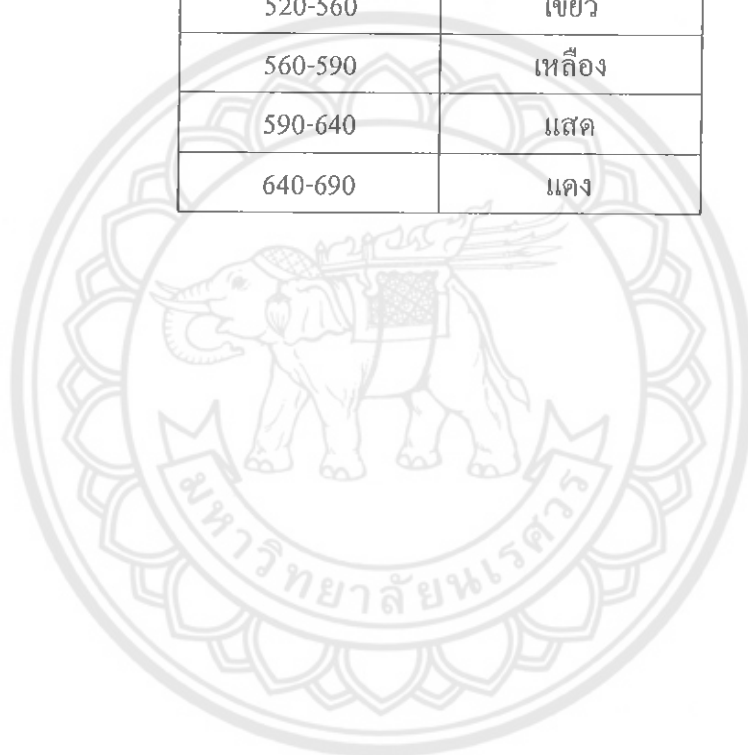 520-560 เขียว
560-590 เหลือง
590-640 แสด
640-690 แดง
มหาวิทยาลัยนเรศวร